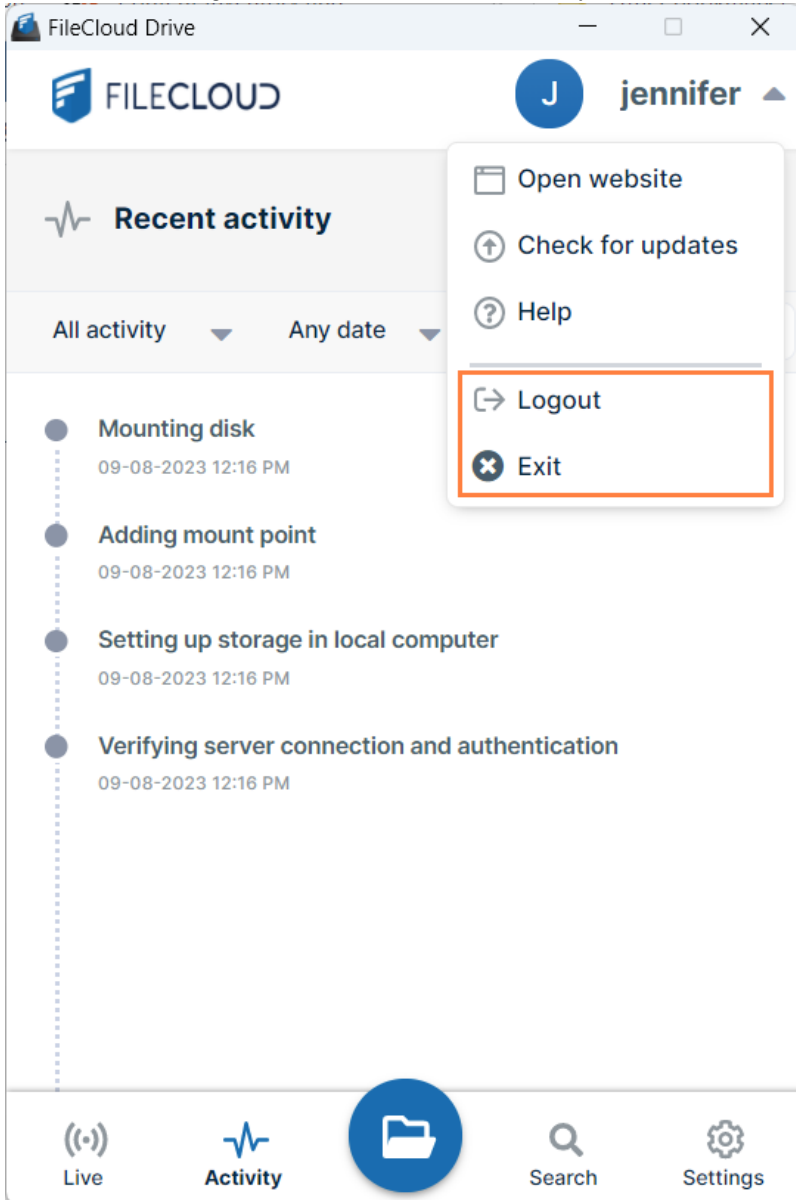 FileCloud Drive
FILECLOUD
J
jennifer
Open website
Check for updates
Help
Logout
Exit
Recent activity
All activity
Any date
Mounting disk
09-08-2023 12:16 PM
Adding mount point
09-08-2023 12:16 PM
Setting up storage in local computer
09-08-2023 12:16 PM
Verifying server connection and authentication
09-08-2023 12:16 PM
Live
Activity
Search
Settings